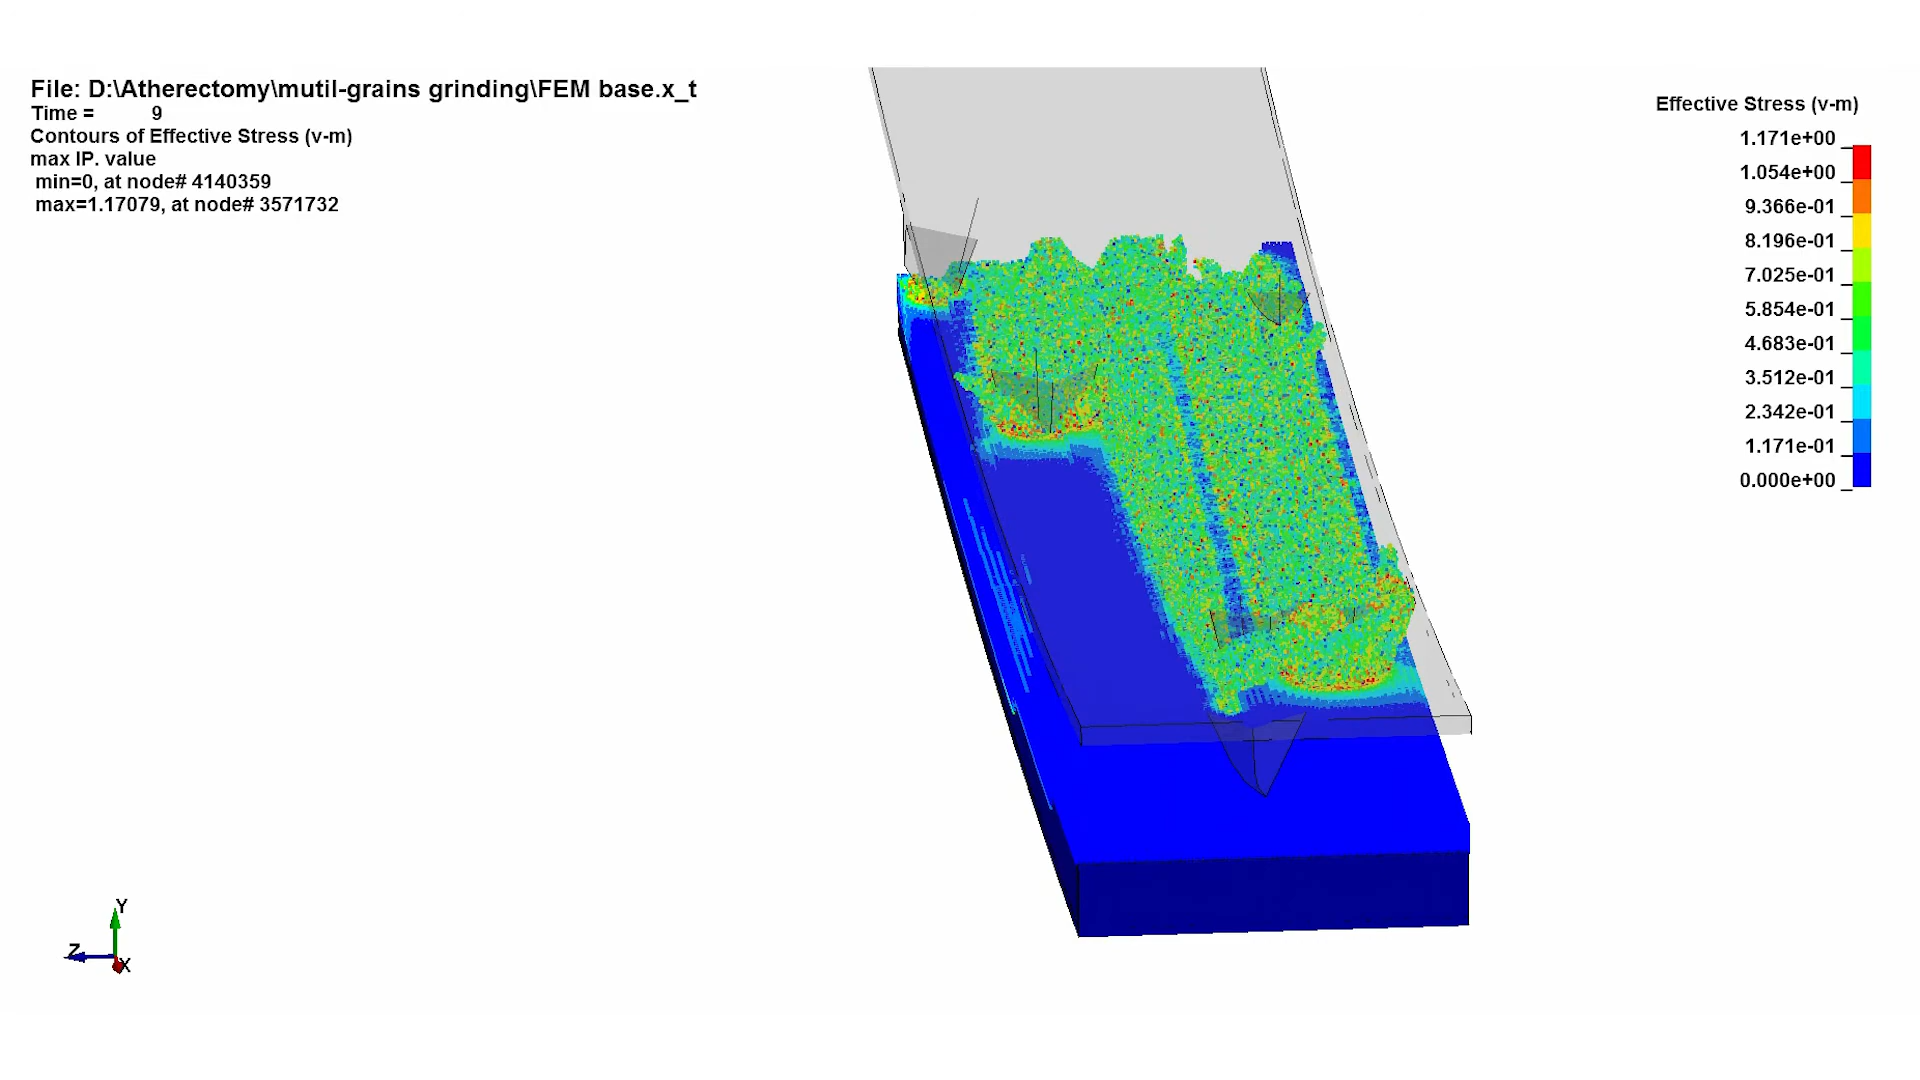 File: D:\Atherectomy\mutil-grains grinding\FEM base.x_t
Time = 9
Contours of Effective Stress (v-m)
max IP. value
min=0, at node# 4140359
max=1.17079, at node# 3571732
Effective Stress (v-m)
1.171e+00
1.054e+00
9.366e-01
8.196e-01
7.025e-01
5.854e-01
4.683e-01
3.512e-01
2.342e-01
1.171e-01
0.000e+00
Y
Z
X